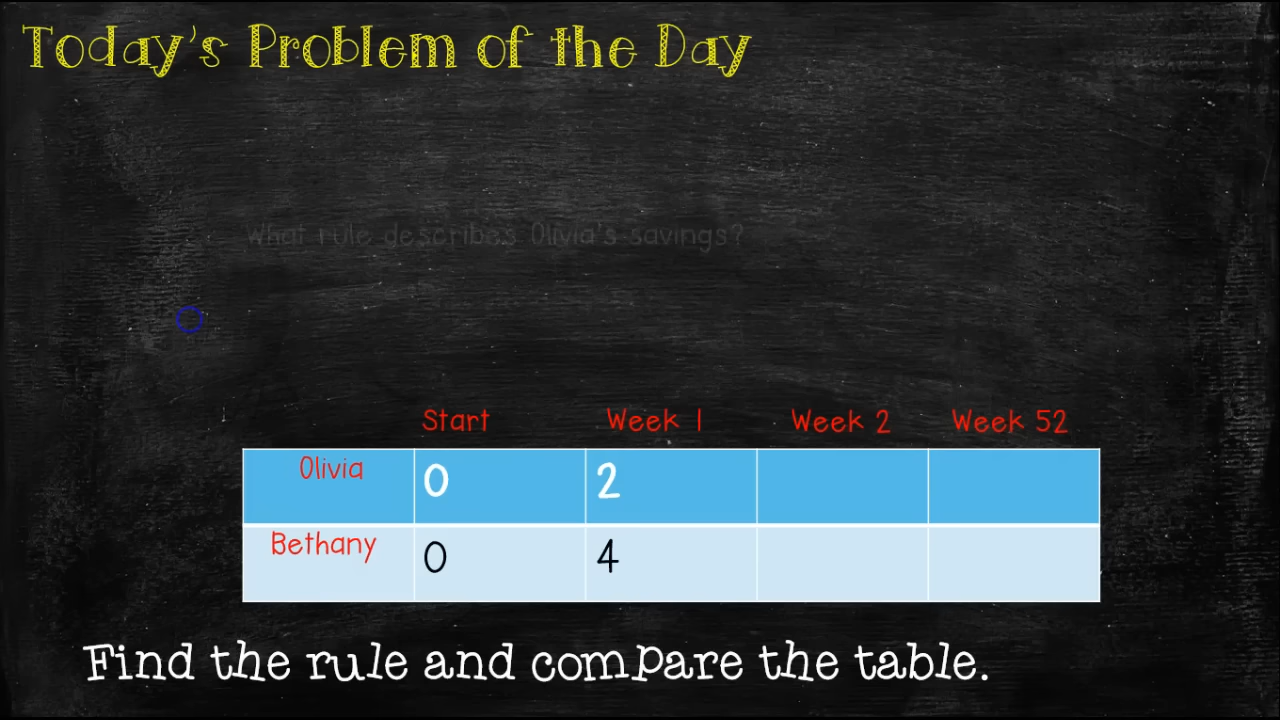 Today's Problem of the Day
What rule describes Olivia's savings?
Start Week 1 Week 2 Week 52
Olivia 0 2
Bethany 0 4
Find the rule and compare the table.